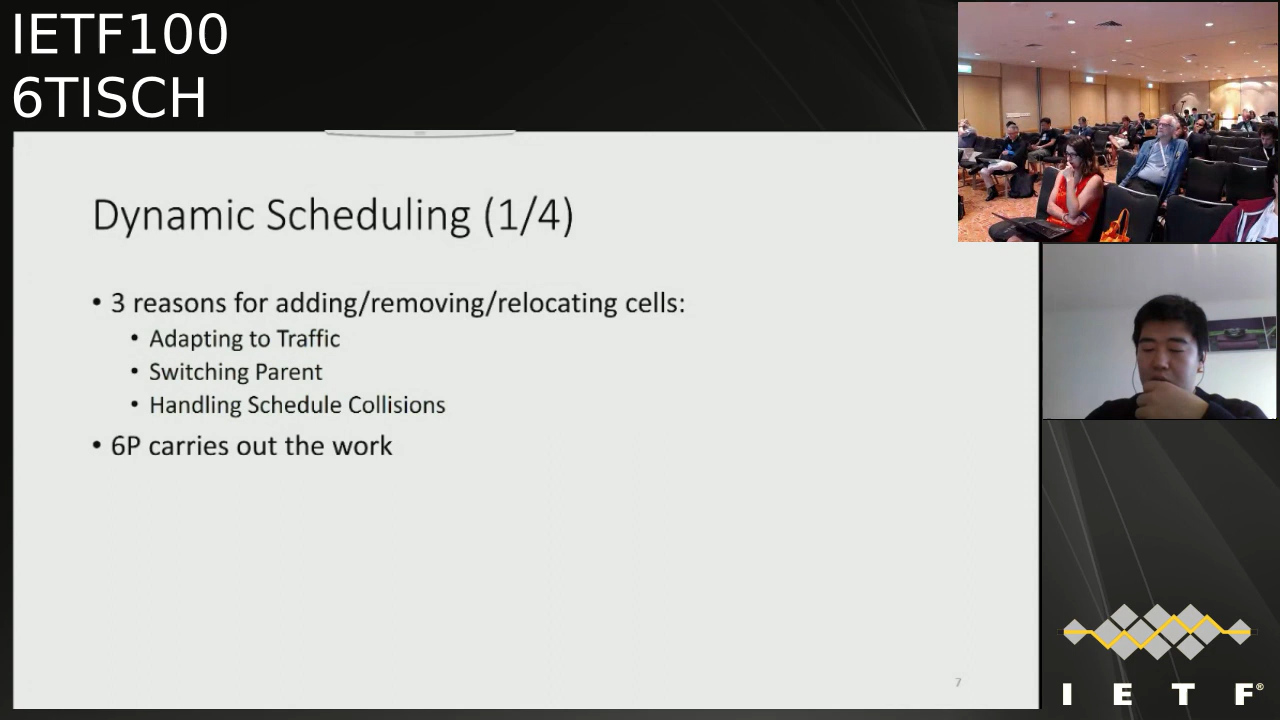 IETF100
6TISCH
Dynamic Scheduling (1/4)
• 3 reasons for adding/removing/relocating cells:
• Adapting to Traffic
• Switching Parent
• Handling Schedule Collisions
• 6P carries out the work
7
I E T F®